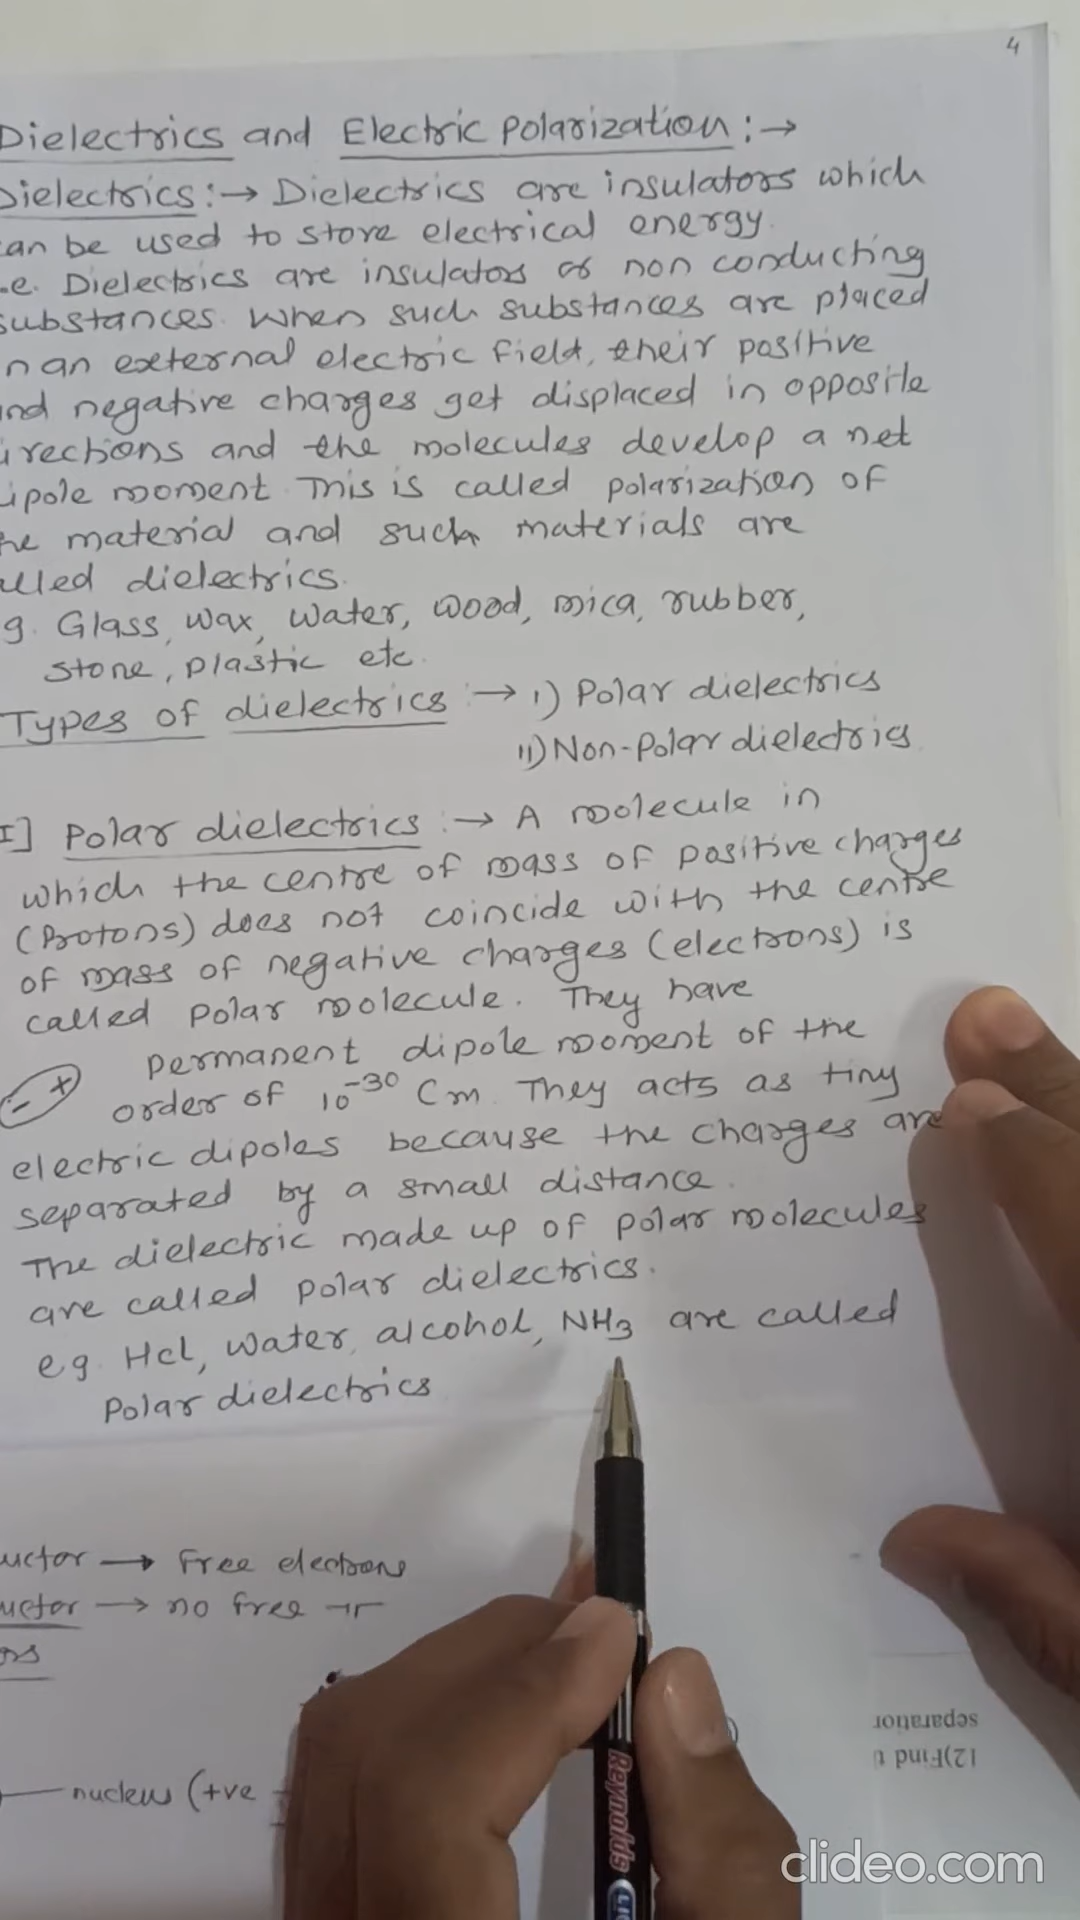 4
Dielectrics and Electric Polarization :→
Dielectrics :→ Dielectrics are insulators which
can be used to store electrical energy.
i.e. Dielectrics are insulators or non conducting
substances. When such substances are placed
in an external electric field, their positive
and negative charges get displaced in opposite
directions and the molecules develop a net
dipole moment. This is called polarization of
the material and such materials are
called dielectrics.
g. Glass, wax, water, wood, mica, rubber,
stone, plastic etc.
Types of dielectrics :→ i) Polar dielectrics
ii) Non-Polar dielectrics
I] Polar dielectrics :→ A molecule in
which the centre of mass of positive charges
(Protons) does not coincide with the centre
of mass of negative charges (electrons) is
called polar molecule. They have
permanent dipole moment of the
- +
order of 10⁻³⁰ Cm. They acts as tiny
electric dipoles because the charges are
separated by a small distance.
The dielectric made up of polar molecules
are called polar dielectrics.
e.g. Hcl, water, alcohol, NH3 are called
Polar dielectrics
uctor → Free electrons
uctor → no free
ors
nucleus (+ve
separation
12) Find t
Reynolds
clideo.com